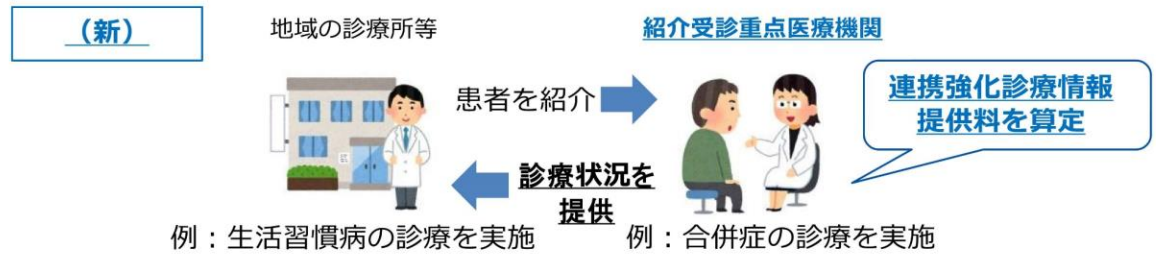 （新）
地域の診療所等
紹介受診重点医療機関
患者を紹介
連携強化診療情報
提供料を算定
診療状況を
提供
例：生活習慣病の診療を実施
例：合併症の診療を実施